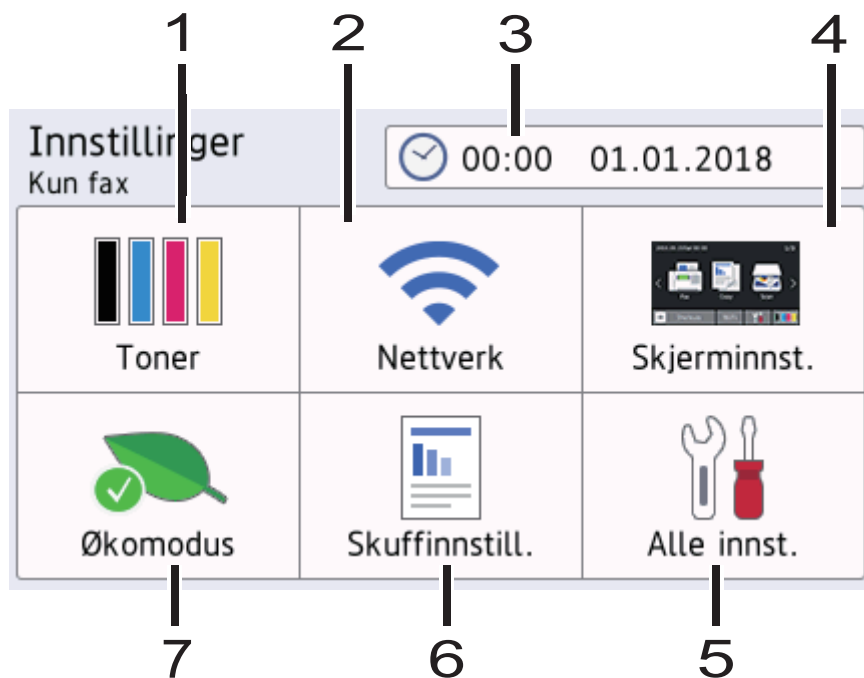 1 2 3 4
Innstillinger
00:00 01.01.2018
Kun fax
Toner Nettverk Skjerminnst.
Økomodus Skuffinnstill. Alle innst.
7 6 5